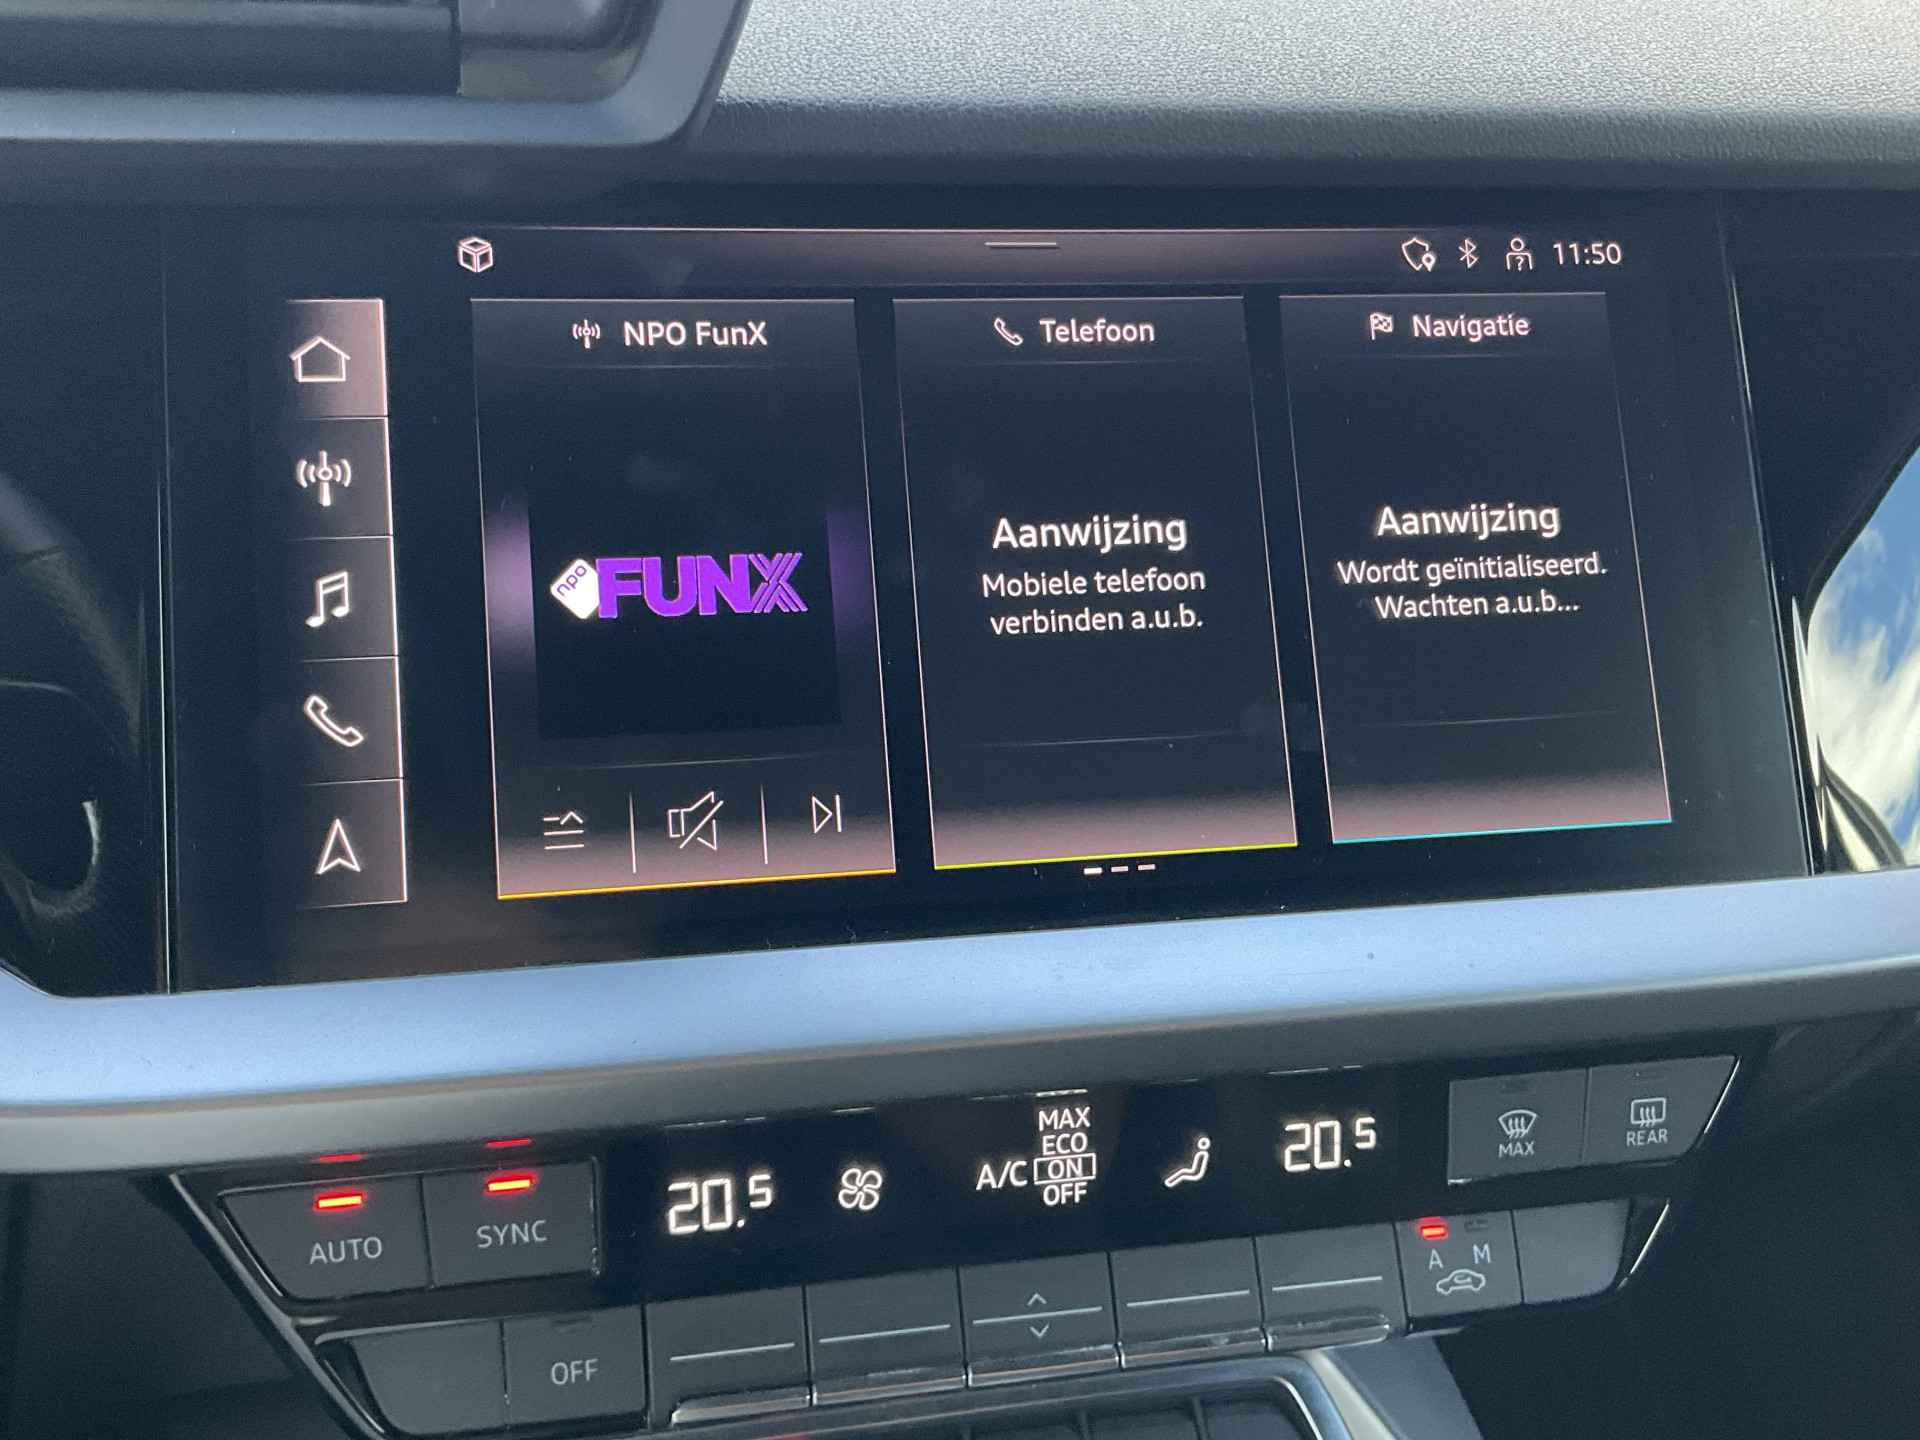 11:50
NPO FunX
Telefoon
Navigatie
npo FUNX
Aanwijzing
Mobiele telefoon
verbinden a.u.b.
Aanwijzing
Wordt geïnitialiseerd.
Wachten a.u.b...
AUTO
SYNC
20.5
A/C
MAX
ECO
ON
OFF
20.5
MAX
REAR
OFF
A M